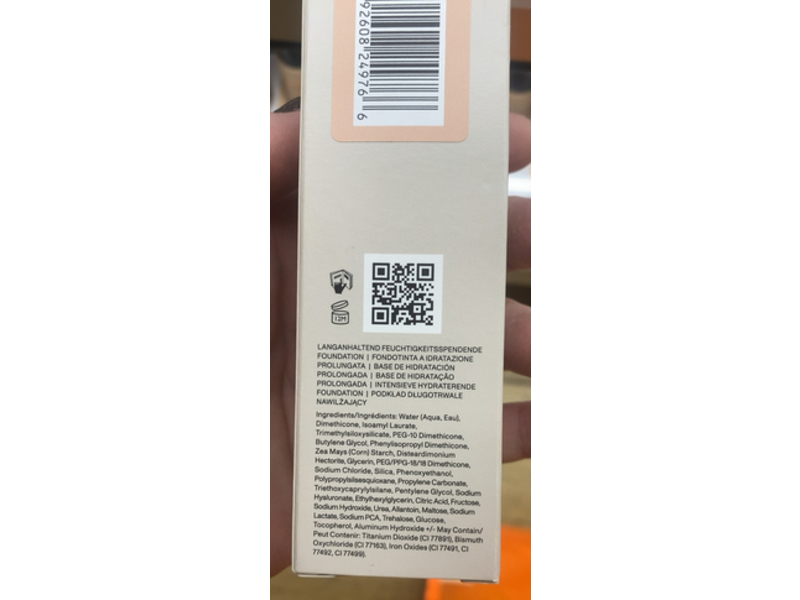 92608 24976 6
12M
LANGANHALTEND FEUCHTIGKEITSSPENDENDE
FOUNDATION | FONDOTINTA A IDRATAZIONE
PROLUNGATA | BASE DE HIDRATACIÓN
PROLONGADA | BASE DE HIDRATAÇÃO
PROLONGADA | INTENSIEVE HYDRATERENDE
FOUNDATION | PODKŁAD DŁUGOTRWALE
NAWILŻAJĄCY
Ingredients/Ingrédients: Water (Aqua, Eau),
Dimethicone, Isoamyl Laurate,
Trimethylsiloxysilicate, PEG-10 Dimethicone,
Butylene Glycol, Phenylisopropyl Dimethicone,
Zea Mays (Corn) Starch, Disteardimonium
Hectorite, Glycerin, PEG/PPG-18/18 Dimethicone,
Sodium Chloride, Silica, Phenoxyethanol,
Polypropylsilsesquioxane, Propylene Carbonate,
Triethoxycaprylylsilane, Pentylene Glycol, Sodium
Hyaluronate, Ethylhexylglycerin, Citric Acid, Fructose,
Sodium Hydroxide, Urea, Allantoin, Maltose, Sodium
Lactate, Sodium PCA, Trehalose, Glucose,
Tocopherol, Aluminum Hydroxide +/- May Contain/
Peut Contenir: Titanium Dioxide (CI 77891), Bismuth
Oxychloride (CI 77163), Iron Oxides (CI 77491, CI
77492, CI 77499).